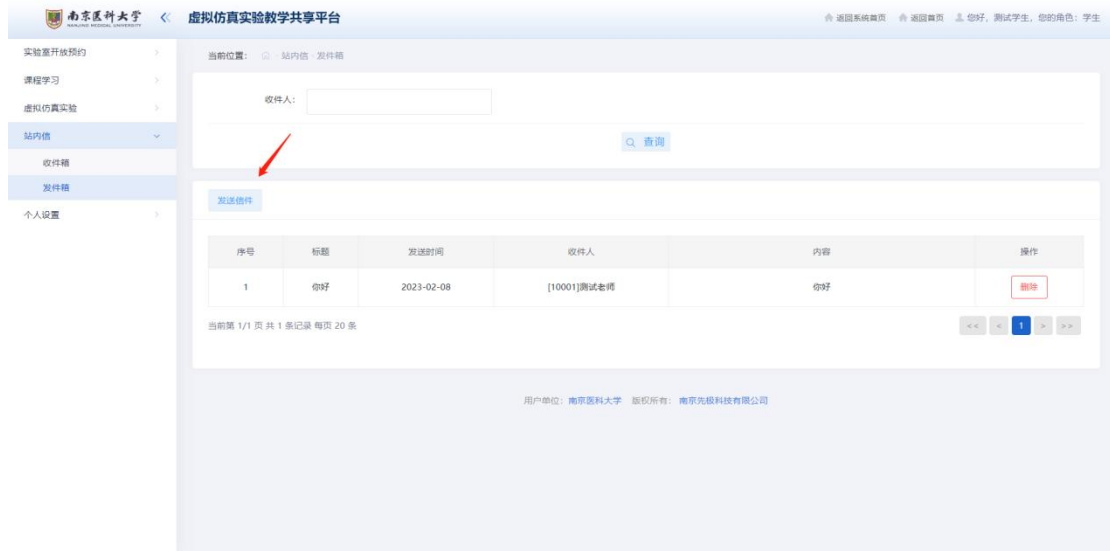 南京医科大学
NANJING MEDICAL UNIVERSITY
虚拟仿真实验教学共享平台
返回系统首页 返回首页 您好，测试学生，您的角色：学生
实验室开放预约
课程学习
虚拟仿真实验
站内信
收件箱
发件箱
个人设置
当前位置： 站内信 · 发件箱
收件人：
查询
发送信件
序号 标题 发送时间 收件人 内容 操作
1 你好 2023-02-08 [10001]测试老师 你好 删除
当前第 1/1 页 共 1 条记录 每页 20 条
<< < 1 > >>
用户单位：南京医科大学 版权所有：南京先极科技有限公司